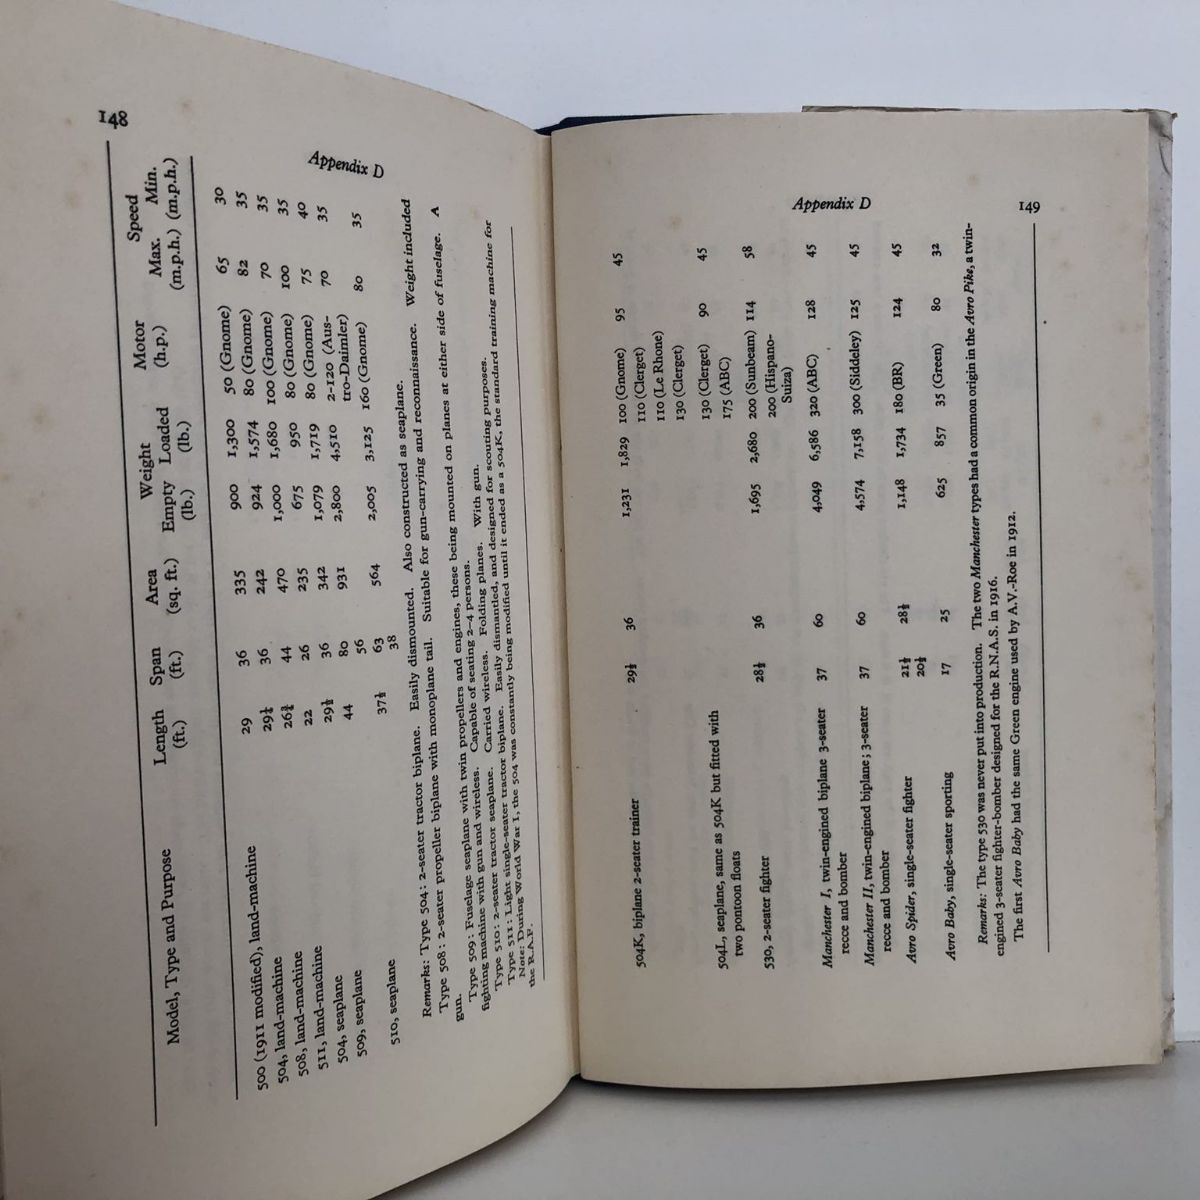 148
Appendix D
Speed
Weight Motor Max. Min.
Length Span Area Empty Loaded (h.p.) (m.p.h.) (m.p.h.)
Model, Type and Purpose (ft.) (ft.) (sq. ft.) (lb.) (lb.)
500 (1911 modified), land-machine 29 36 335 900 1,300 50 (Gnome) 65 30
504, land-machine 29½ 36 242 924 1,574 80 (Gnome) 82 35
508, land-machine 26¾ 44 470 1,000 1,680 100 (Gnome) 70 35
511, land-machine 22 26 235 675 950 80 (Gnome) 100 35
504, seaplane 29½ 36 342 1,079 1,719 80 (Gnome) 75 40
509, seaplane 44 80 931 2,800 4,510 2-120 (Aus- 70 35
56 tro-Daimler)
510, seaplane 37½ 63 564 2,005 3,125 160 (Gnome) 80 35
38
Remarks: Type 504: 2-seater tractor biplane. Easily dismounted. Also constructed as seaplane.
Type 508: 2-seater propeller biplane with monoplane tail. Suitable for gun-carrying and reconnaissance. Weight included
gun.
Type 509: Fuselage seaplane with twin propellers and engines, these being mounted on planes at either side of fuselage. A
fighting machine with gun and wireless. Capable of seating 2-4 persons.
Type 510: 2-seater tractor seaplane. Carried wireless. Folding planes. With gun.
Type 511: Light single-seater tractor biplane. Easily dismantled, and designed for scouting purposes.
Note: During World War I, the 504 was constantly being modified until it ended as a 504K, the standard training machine for
the R.A.F.
Appendix D
149
504K, biplane 2-seater trainer 29½ 36 1,231 1,829 100 (Gnome) 95 45
110 (Clerget)
110 (Le Rhone)
130 (Clerget)
504L, seaplane, same as 504K but fitted with 130 (Clerget) 90 45
two pontoon floats 175 (ABC)
530, 2-seater fighter 28½ 36 1,695 2,680 200 (Sunbeam) 114 58
200 (Hispano-
Suiza)
Manchester I, twin-engined biplane 3-seater 37 60 4,049 6,586 320 (ABC) 128 45
recce and bomber
Manchester II, twin-engined biplane; 3-seater 37 60 4,574 7,158 300 (Siddeley) 125 45
recce and bomber
Avro Spider, single-seater fighter 21½ 28½ 1,148 1,734 180 (BR) 124 45
20½
Avro Baby, single-seater sporting 17 25 625 857 35 (Green) 80 32
Remarks: The type 530 was never put into production. The two Manchester types had a common origin in the Avro Pike, a twin-
engined 3-seater fighter-bomber designed for the R.N.A.S. in 1916.
The first Avro Baby had the same Green engine used by A.V.-Roe in 1912.